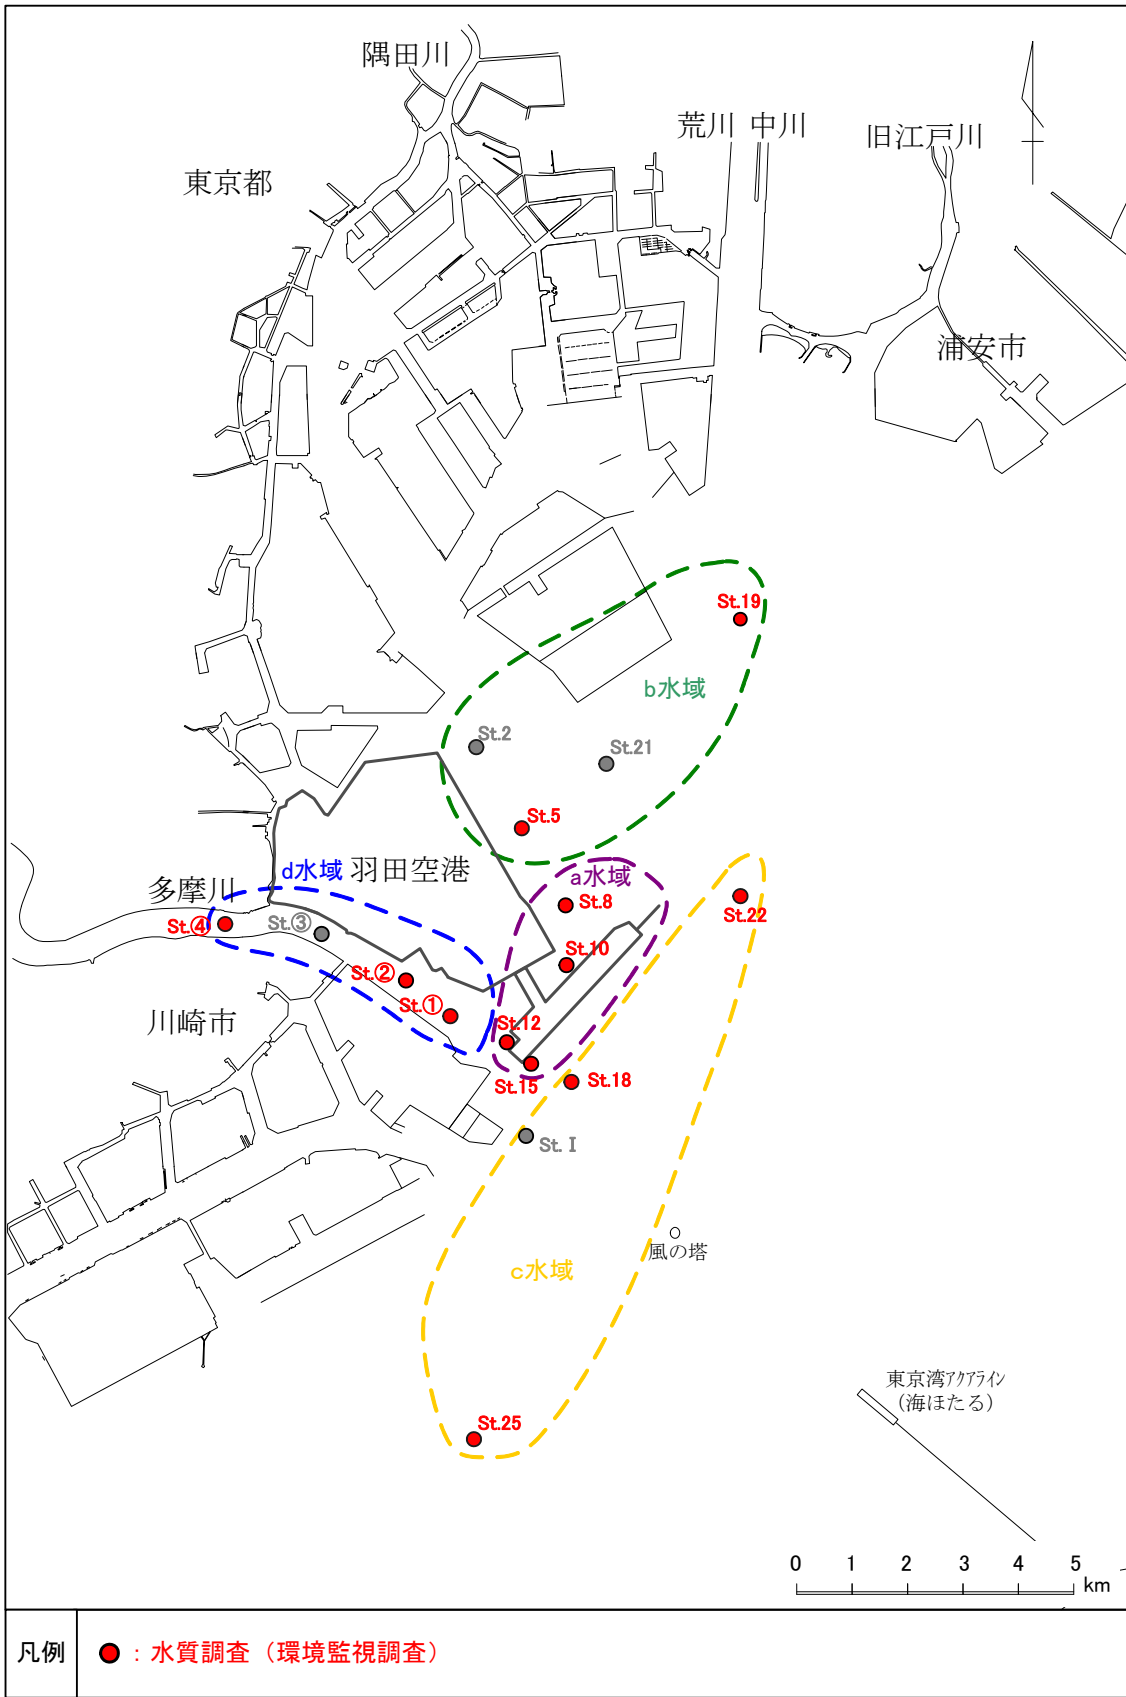 隅田川
荒川 中川
旧江戸川
東京都
浦安市
St.19
b水域
St.2
St.21
St.5
d水域
羽田空港
a水域
多摩川
St.8
St.22
St.④
St.③
St.10
St.②
St.①
川崎市
St.12
St.15
St.18
St.Ⅰ
風の塔
c水域
東京湾アクアライン
(海ほたる)
St.25
0 1 2 3 4 5
km
凡例
：水質調査（環境監視調査）